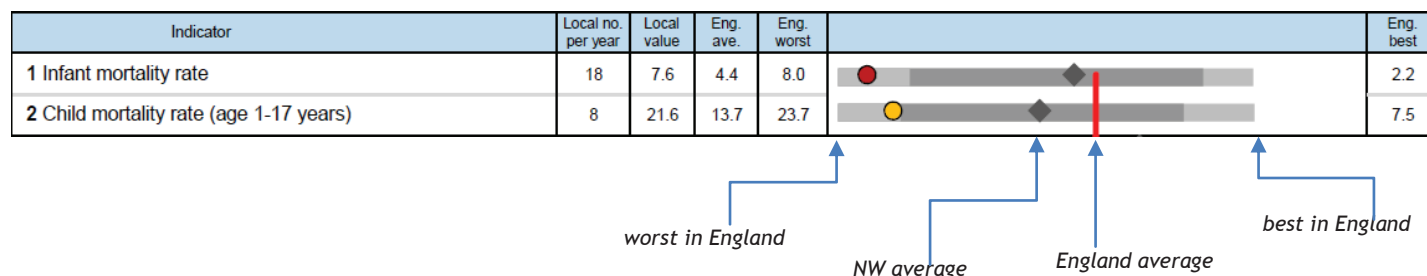 Indicator Local no. per year Local value Eng. ave. Eng. worst Eng. best
1 Infant mortality rate 18 7.6 4.4 8.0 2.2
2 Child mortality rate (age 1-17 years) 8 21.6 13.7 23.7 7.5
worst in England
NW average
England average
best in England